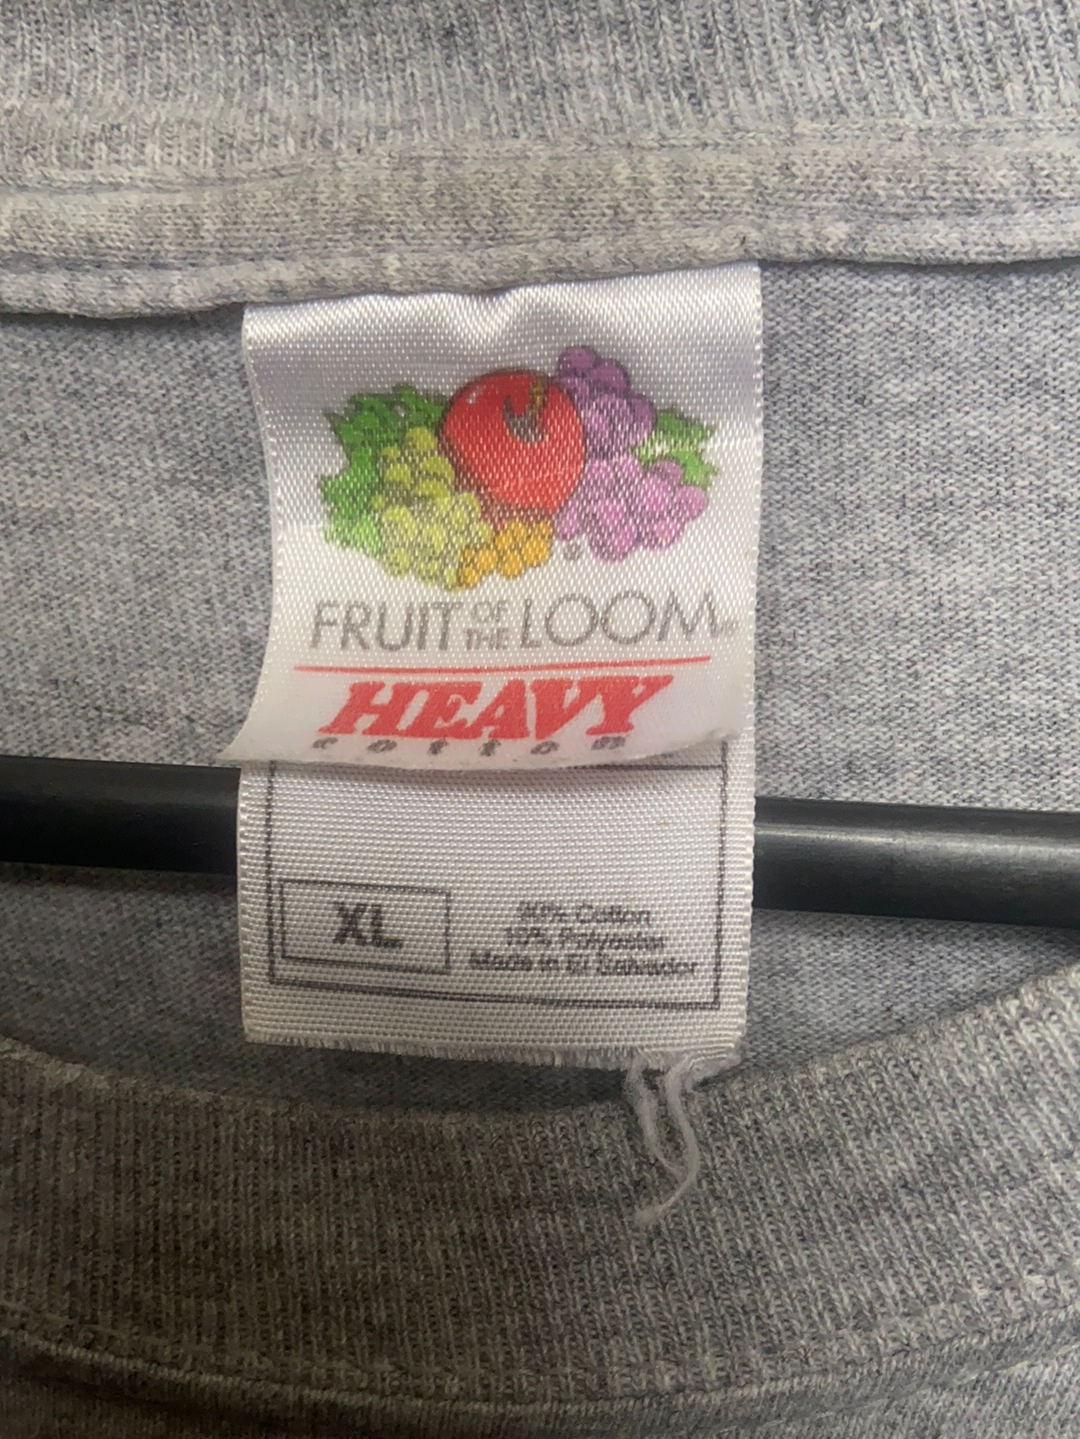 FRUIT OF THE LOOM®
HEAVY
cotton
XL
90% Cotton
10% Polyester
Made in El Salvador